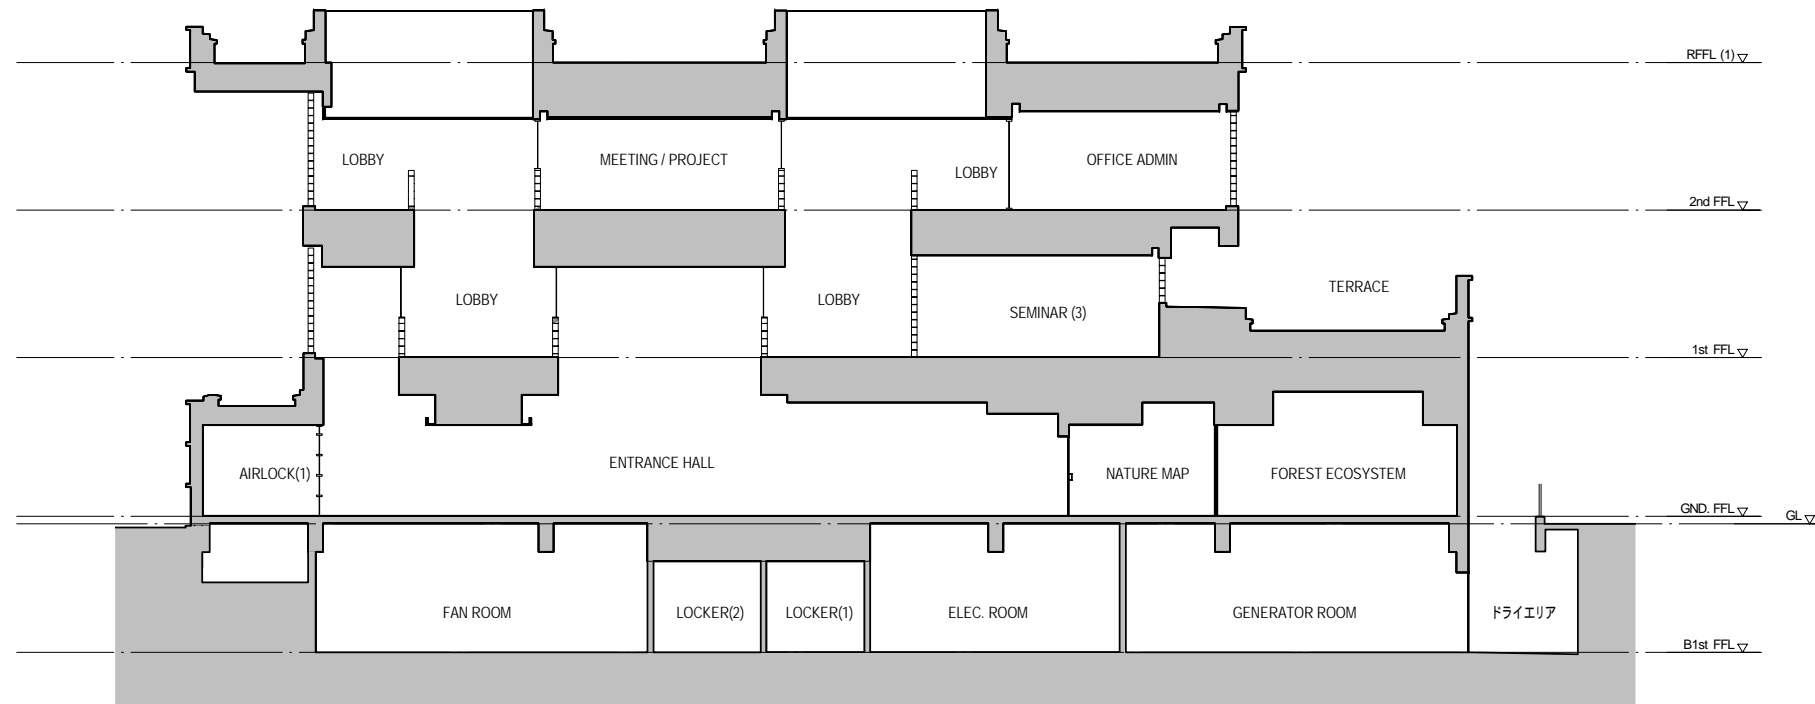 RFFL (1)
LOBBY
MEETING / PROJECT
LOBBY
OFFICE ADMIN
2nd FFL
LOBBY
LOBBY
SEMINAR (3)
TERRACE
1st FFL
AIRLOCK(1)
ENTRANCE HALL
NATURE MAP
FOREST ECOSYSTEM
GND. FFL
GL
FAN ROOM
LOCKER(2)
LOCKER(1)
ELEC. ROOM
GENERATOR ROOM
ドライエリア
B1st FFL